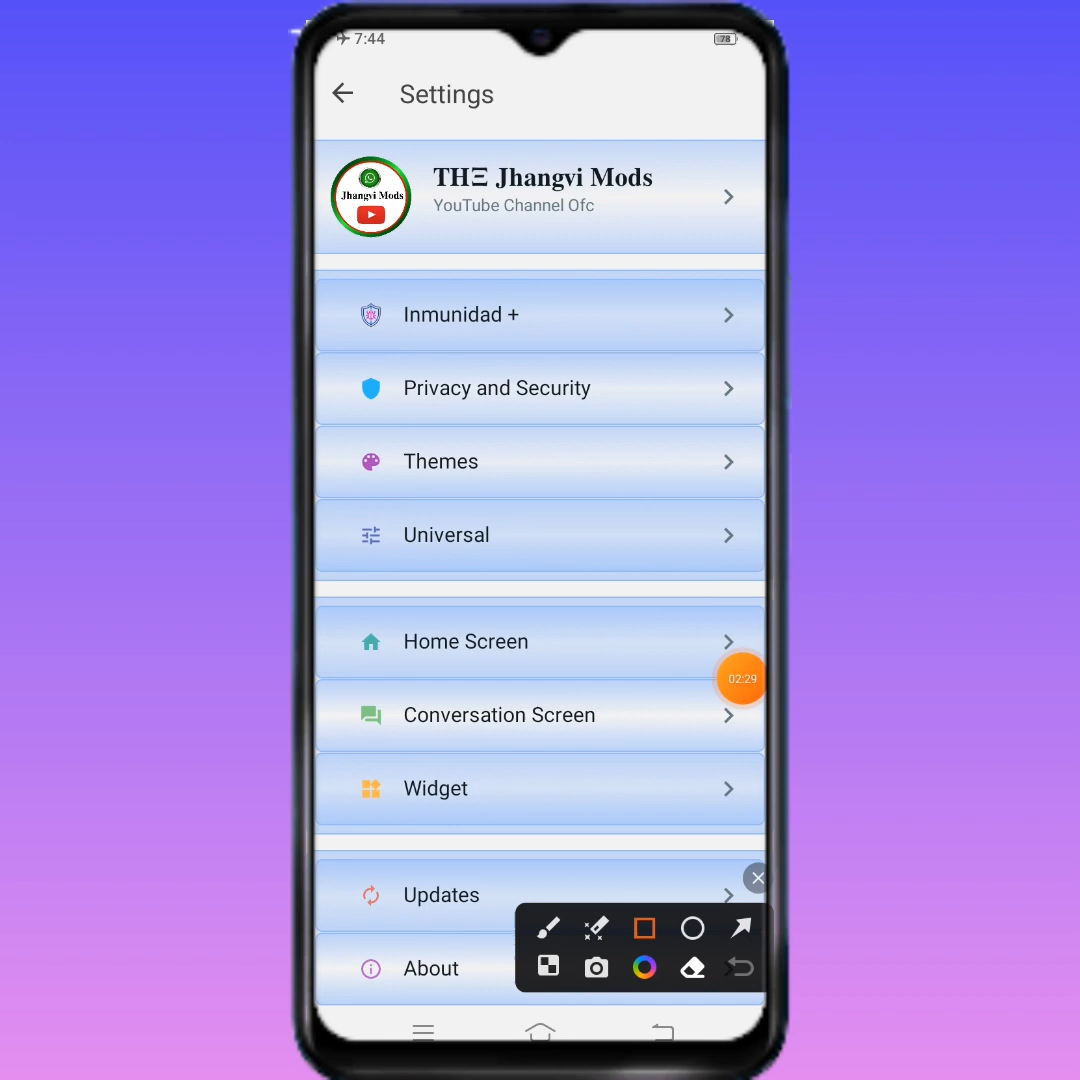 7:44
78
Settings
Jhangvi Mods
THΞ Jhangvi Mods
YouTube Channel Ofc
Inmunidad +
Privacy and Security
Themes
Universal
Home Screen
02:29
Conversation Screen
Widget
Updates
About